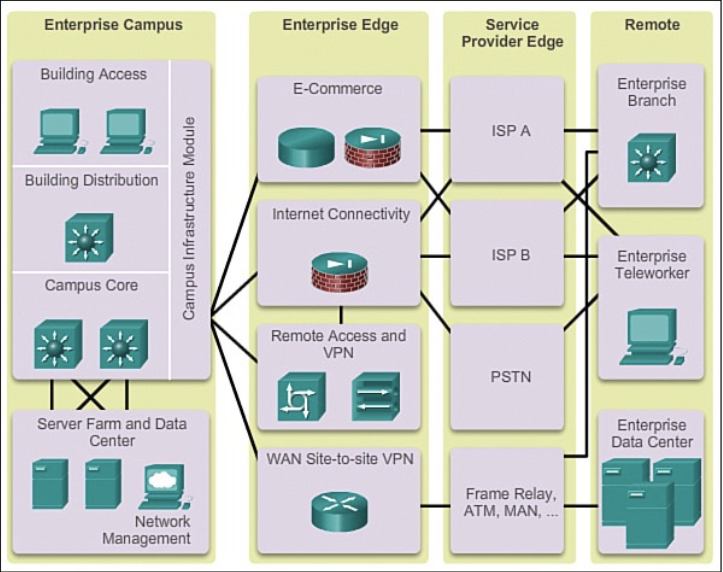 Enterprise Campus
Building Access
Building Distribution
Campus Core
Campus Infrastructure Module
Server Farm and Data
Center
Network
Management
Enterprise Edge
E-Commerce
Internet Connectivity
Remote Access and
VPN
WAN Site-to-site VPN
Service
Provider Edge
ISP A
ISP B
PSTN
Frame Relay,
ATM, MAN, ...
Remote
Enterprise
Branch
Enterprise
Teleworker
Enterprise
Data Center